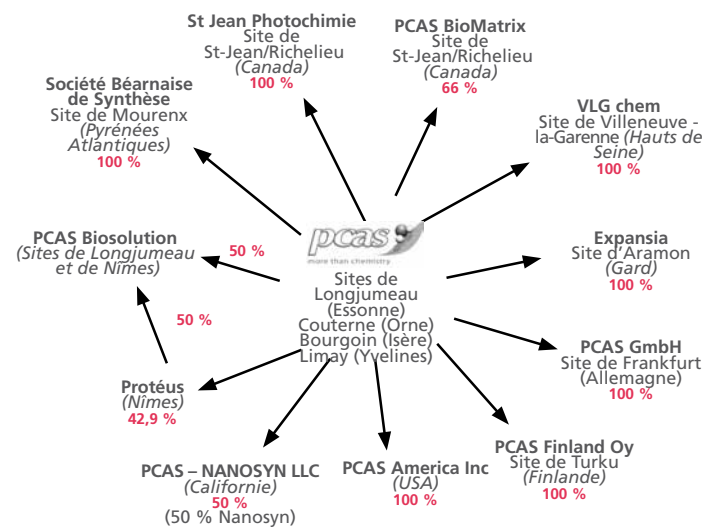 St Jean Photochimie
Site de
St-Jean/Richelieu
(Canada)
100 %
PCAS BioMatrix
Site de
St-Jean/Richelieu
(Canada)
66 %
Société Béarnaise
de Synthèse
Site de Mourenx
(Pyrénées
Atlantiques)
100 %
VLG chem
Site de Villeneuve -
la-Garenne (Hauts de
Seine)
100 %
pcas
more than chemistry
Sites de
Longjumeau
(Essonne)
Couterne (Orne)
Bourgoin (Isère)
Limay (Yvelines)
PCAS Biosolution
(Sites de Longjumeau
et de Nîmes)
50 %
50 %
Expansia
Site d’Aramon
(Gard)
100 %
PCAS GmbH
Site de Frankfurt
(Allemagne)
100 %
Protéus
(Nîmes)
42,9 %
PCAS – NANOSYN LLC
(Californie)
50 %
(50 % Nanosyn)
PCAS America Inc
(USA)
100 %
PCAS Finland Oy
Site de Turku
(Finlande)
100 %